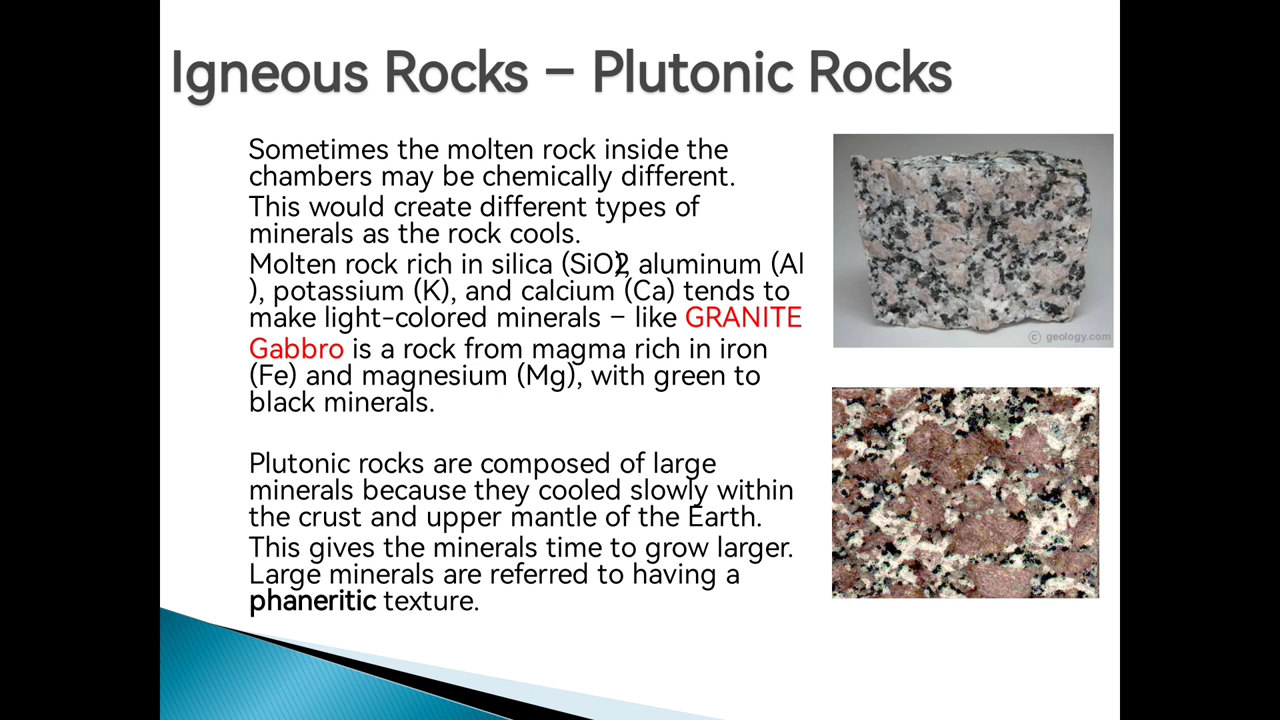 Igneous Rocks – Plutonic Rocks
Sometimes the molten rock inside the
chambers may be chemically different.
This would create different types of
minerals as the rock cools.
Molten rock rich in silica (SiO2), aluminum (Al
), potassium (K), and calcium (Ca) tends to
make light-colored minerals – like GRANITE
Gabbro is a rock from magma rich in iron
(Fe) and magnesium (Mg), with green to
black minerals.
Plutonic rocks are composed of large
minerals because they cooled slowly within
the crust and upper mantle of the Earth.
This gives the minerals time to grow larger.
Large minerals are referred to having a
phaneritic texture.
© geology.com